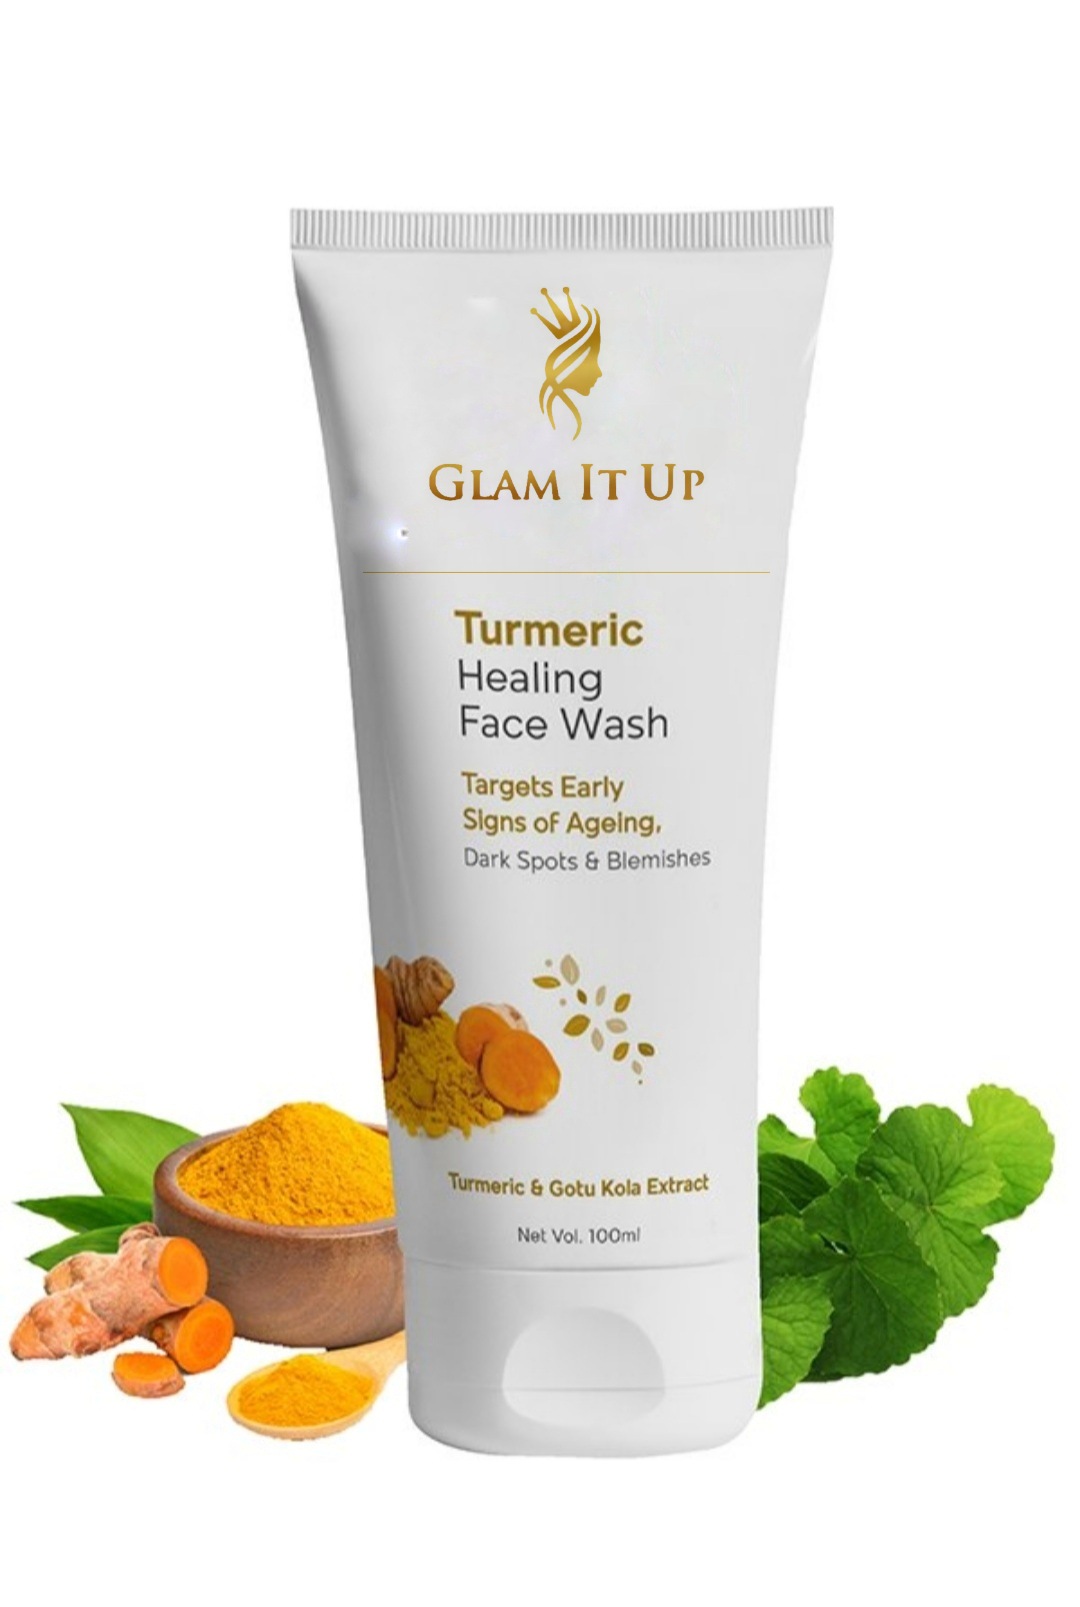 GLAM IT UP
Turmeric
Healing
Face Wash
Targets Early
Signs of Ageing,
Dark Spots & Blemishes
Turmeric & Gotu Kola Extract
Net Vol. 100ml